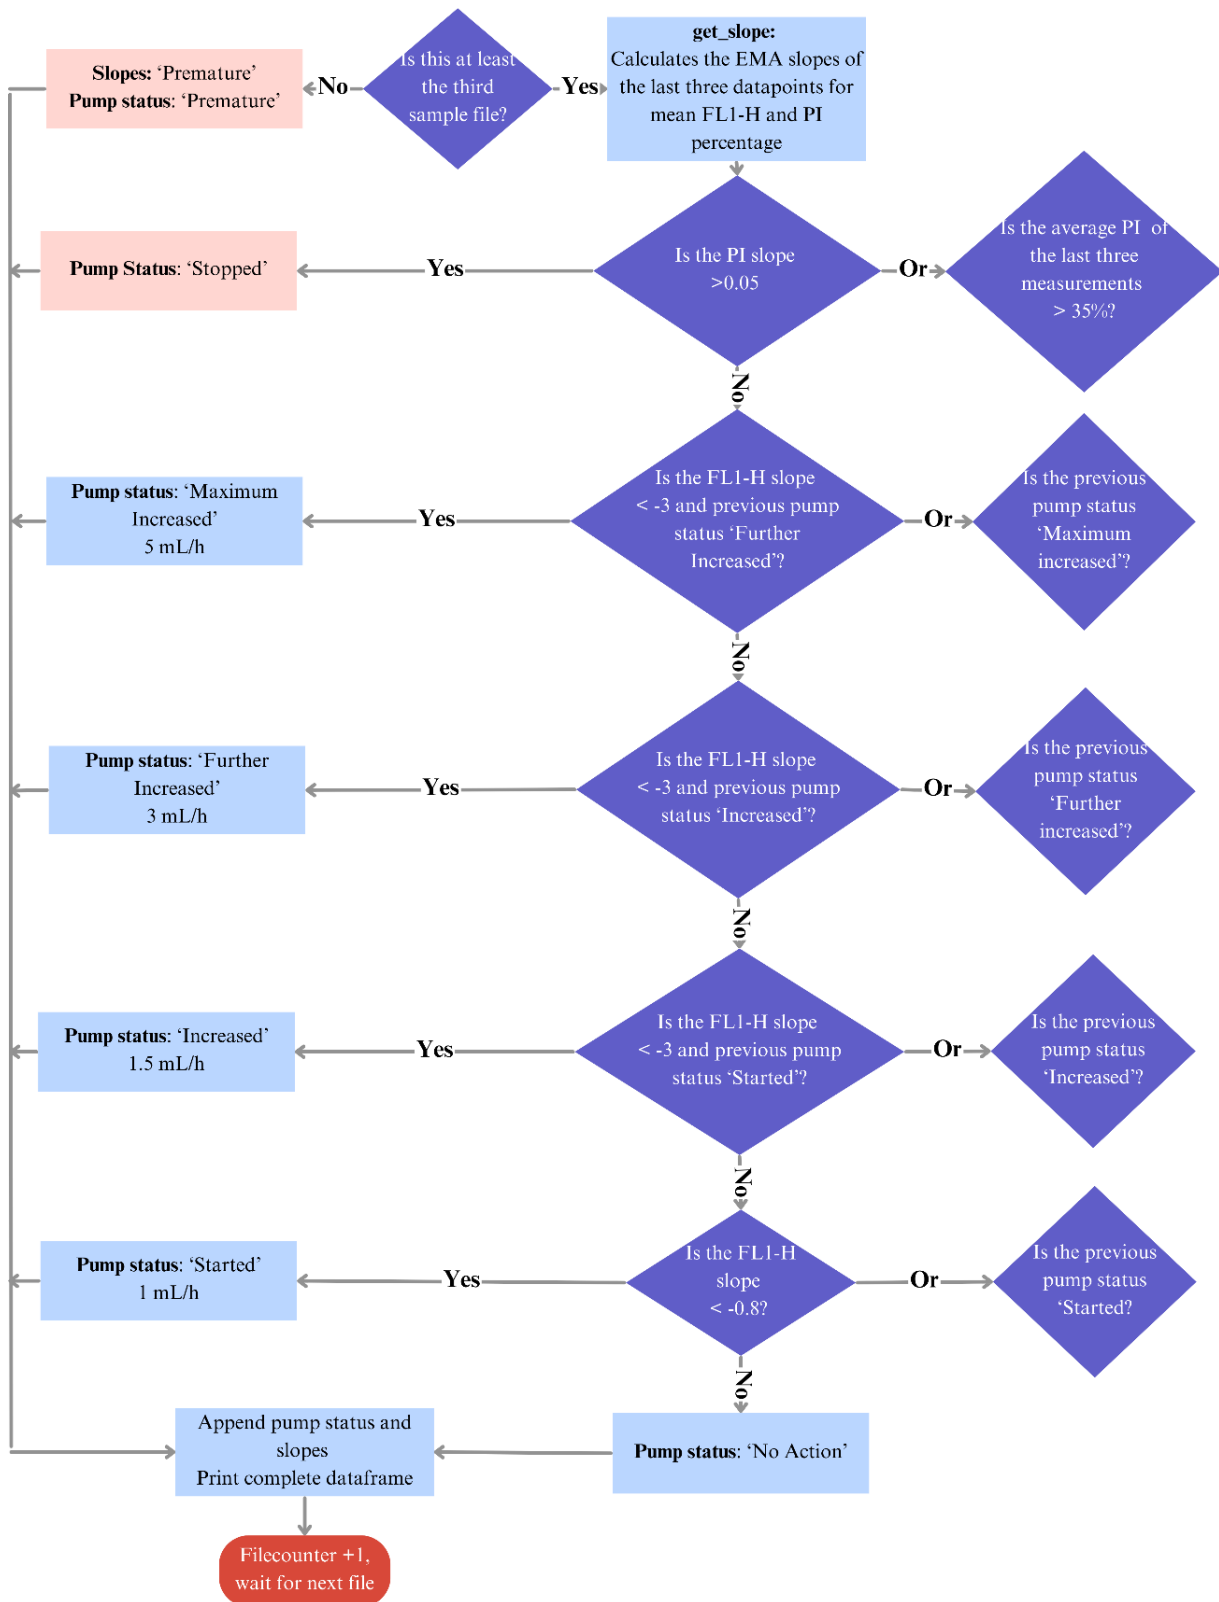 Slopes: ‘Premature’
Pump status: ‘Premature’
No
Is this at least
the third
sample file?
Yes
get_slope:
Calculates the EMA slopes of
the last three datapoints for
mean FL1-H and PI
percentage
Pump Status: ‘Stopped’
Yes
Is the PI slope
>0.05
Or
Is the average PI of
the last three
measurements
> 35%?
No
Pump status: ‘Maximum
Increased’
5 mL/h
Yes
Is the FL1-H slope
< -3 and previous pump
status ‘Further
Increased’?
Or
Is the previous
pump status
‘Maximum
increased’?
No
Pump status: ‘Further
Increased’
3 mL/h
Yes
Is the FL1-H slope
< -3 and previous pump
status ‘Increased’?
Or
Is the previous
pump status
‘Further
increased’?
No
Pump status: ‘Increased’
1.5 mL/h
Yes
Is the FL1-H slope
< -3 and previous pump
status ‘Started’?
Or
Is the previous
pump status
‘Increased’?
No
Pump status: ‘Started’
1 mL/h
Yes
Is the FL1-H
slope
< -0.8?
Or
Is the previous
pump status
‘Started?
No
Append pump status and
slopes
Print complete dataframe
Pump status: ‘No Action’
Filecounter +1,
wait for next file